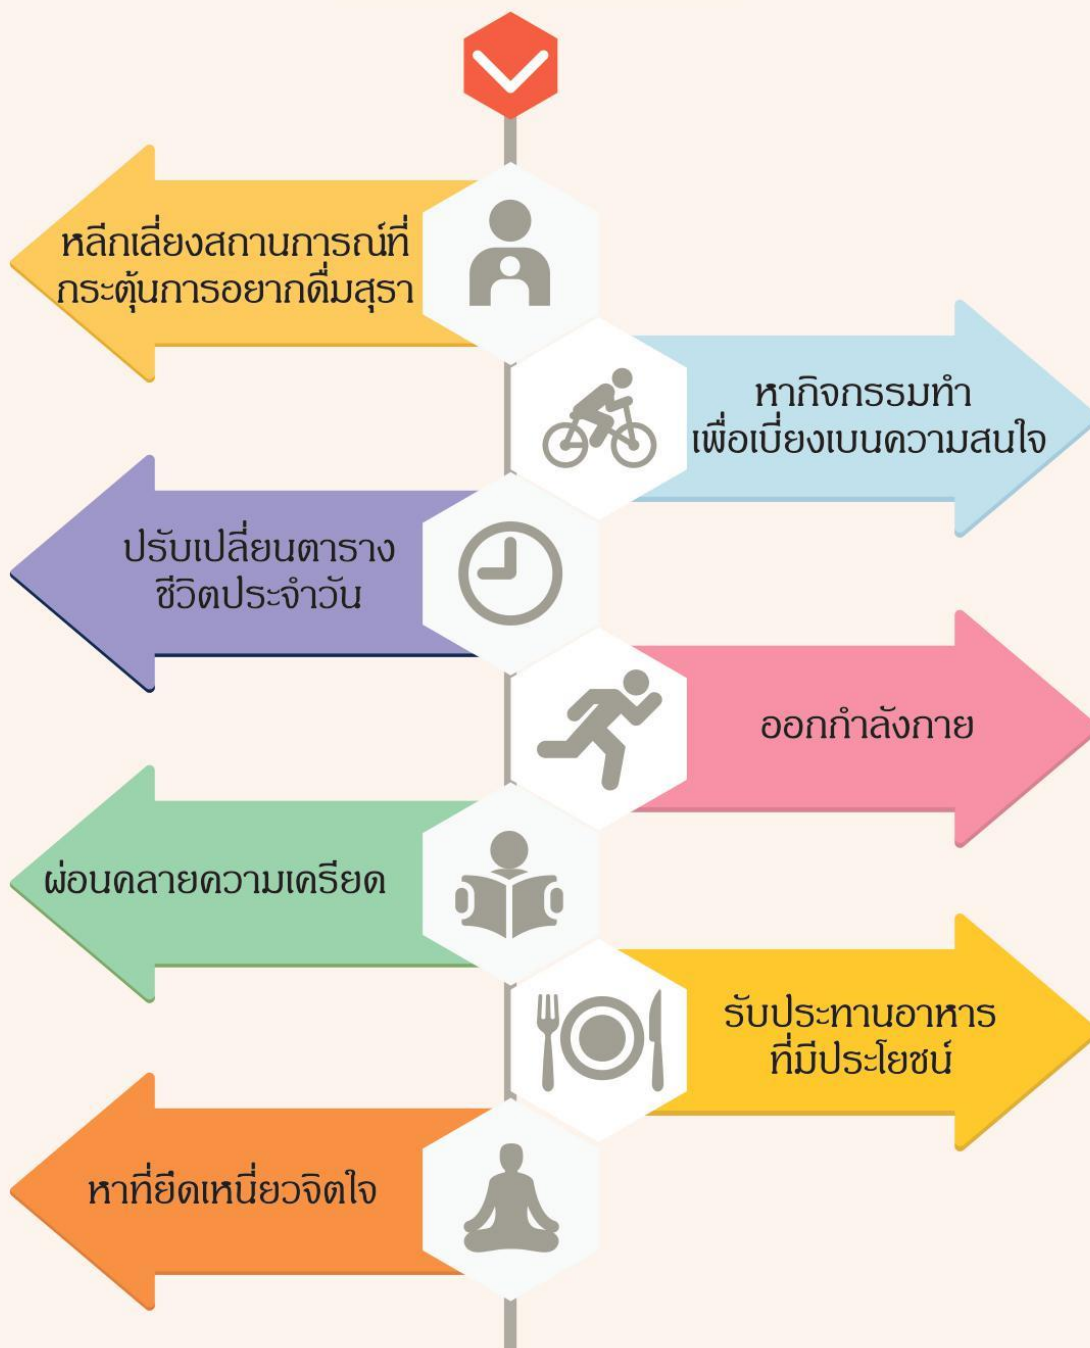 หลีกเลี่ยงสถานการณ์ที่
กระตุ้นการอยากดื่มสุรา
หากิจกรรมทำ
เพื่อเบี่ยงเบนความสนใจ
ปรับเปลี่ยนตาราง
ชีวิตประจำวัน
ออกกำลังกาย
ผ่อนคลายความเครียด
รับประทานอาหาร
ที่มีประโยชน์
หาที่ยึดเหนี่ยวจิตใจ